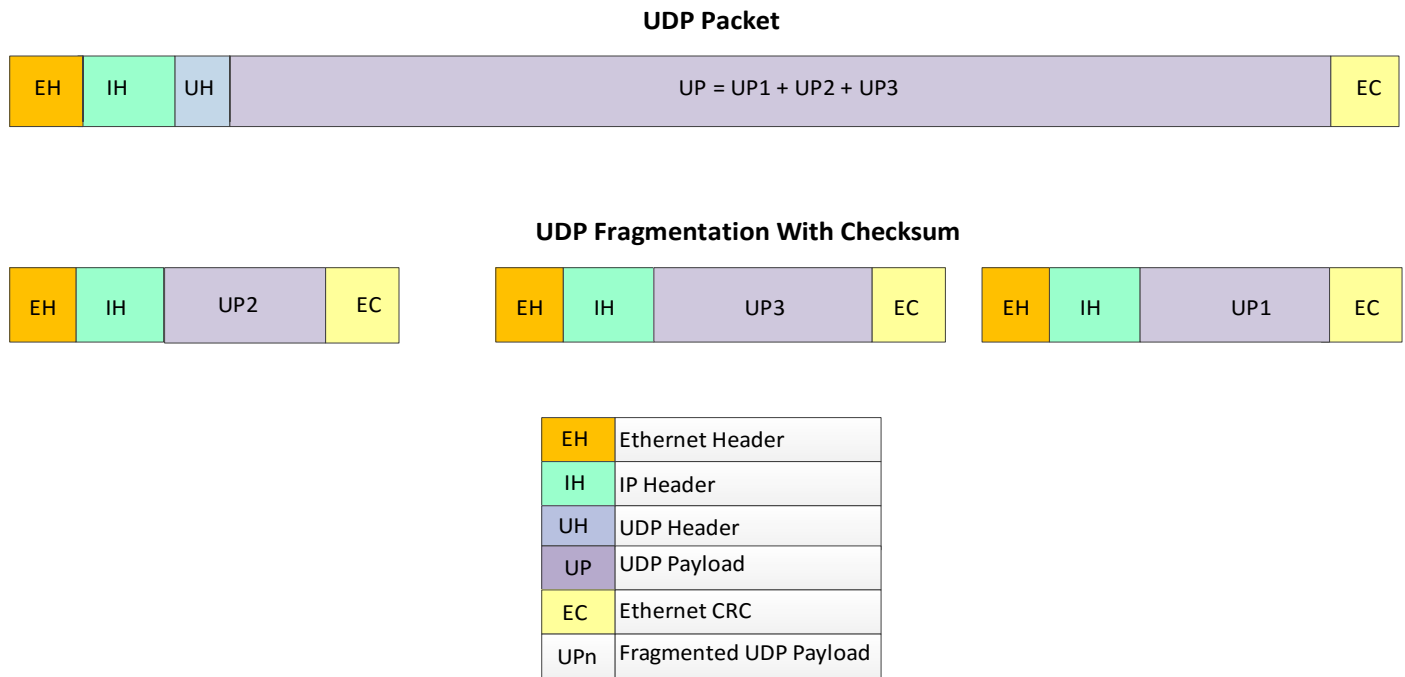 UDP Packet
EH IH UH UP = UP1 + UP2 + UP3 EC
UDP Fragmentation With Checksum
EH IH UP2 EC EH IH UP3 EC EH IH UP1 EC
EH Ethernet Header
IH IP Header
UH UDP Header
UP UDP Payload
EC Ethernet CRC
UPn Fragmented UDP Payload